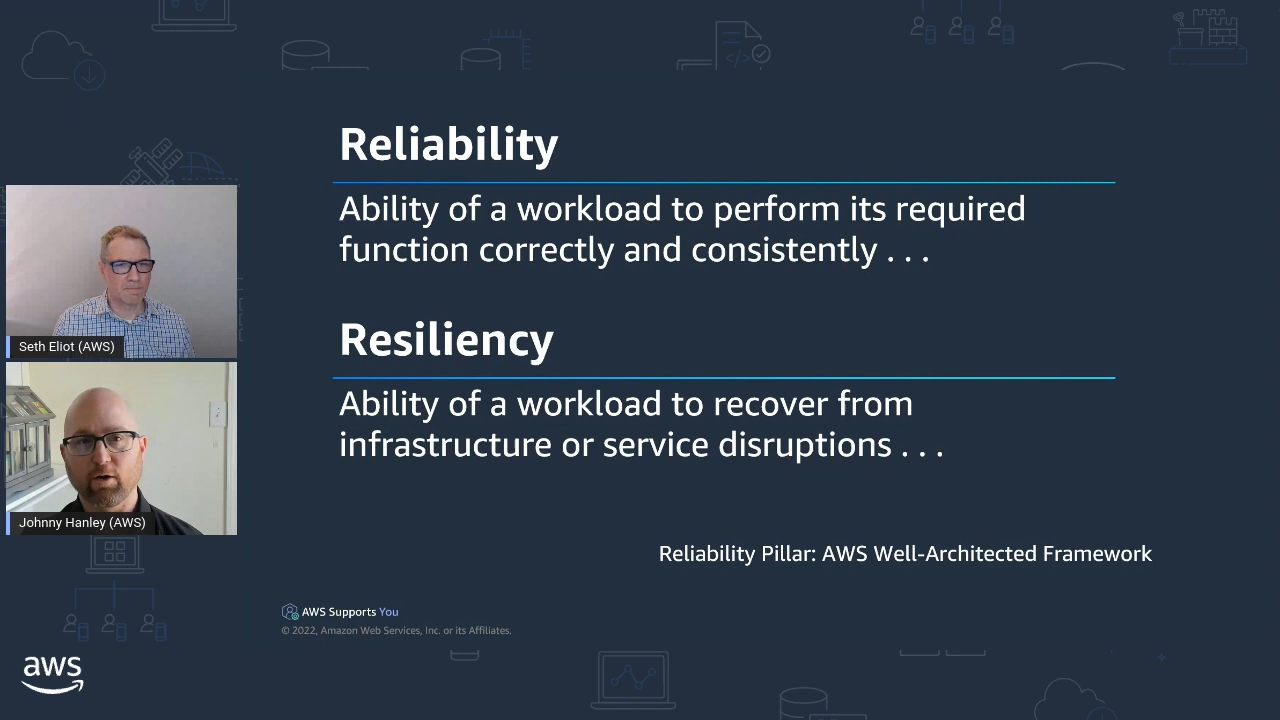 Reliability
Ability of a workload to perform its required
function correctly and consistently . . .
Resiliency
Ability of a workload to recover from
infrastructure or service disruptions . . .
Reliability Pillar: AWS Well-Architected Framework
Seth Eliot (AWS)
Johnny Hanley (AWS)
AWS Supports You
© 2022, Amazon Web Services, Inc. or its Affiliates.
aws